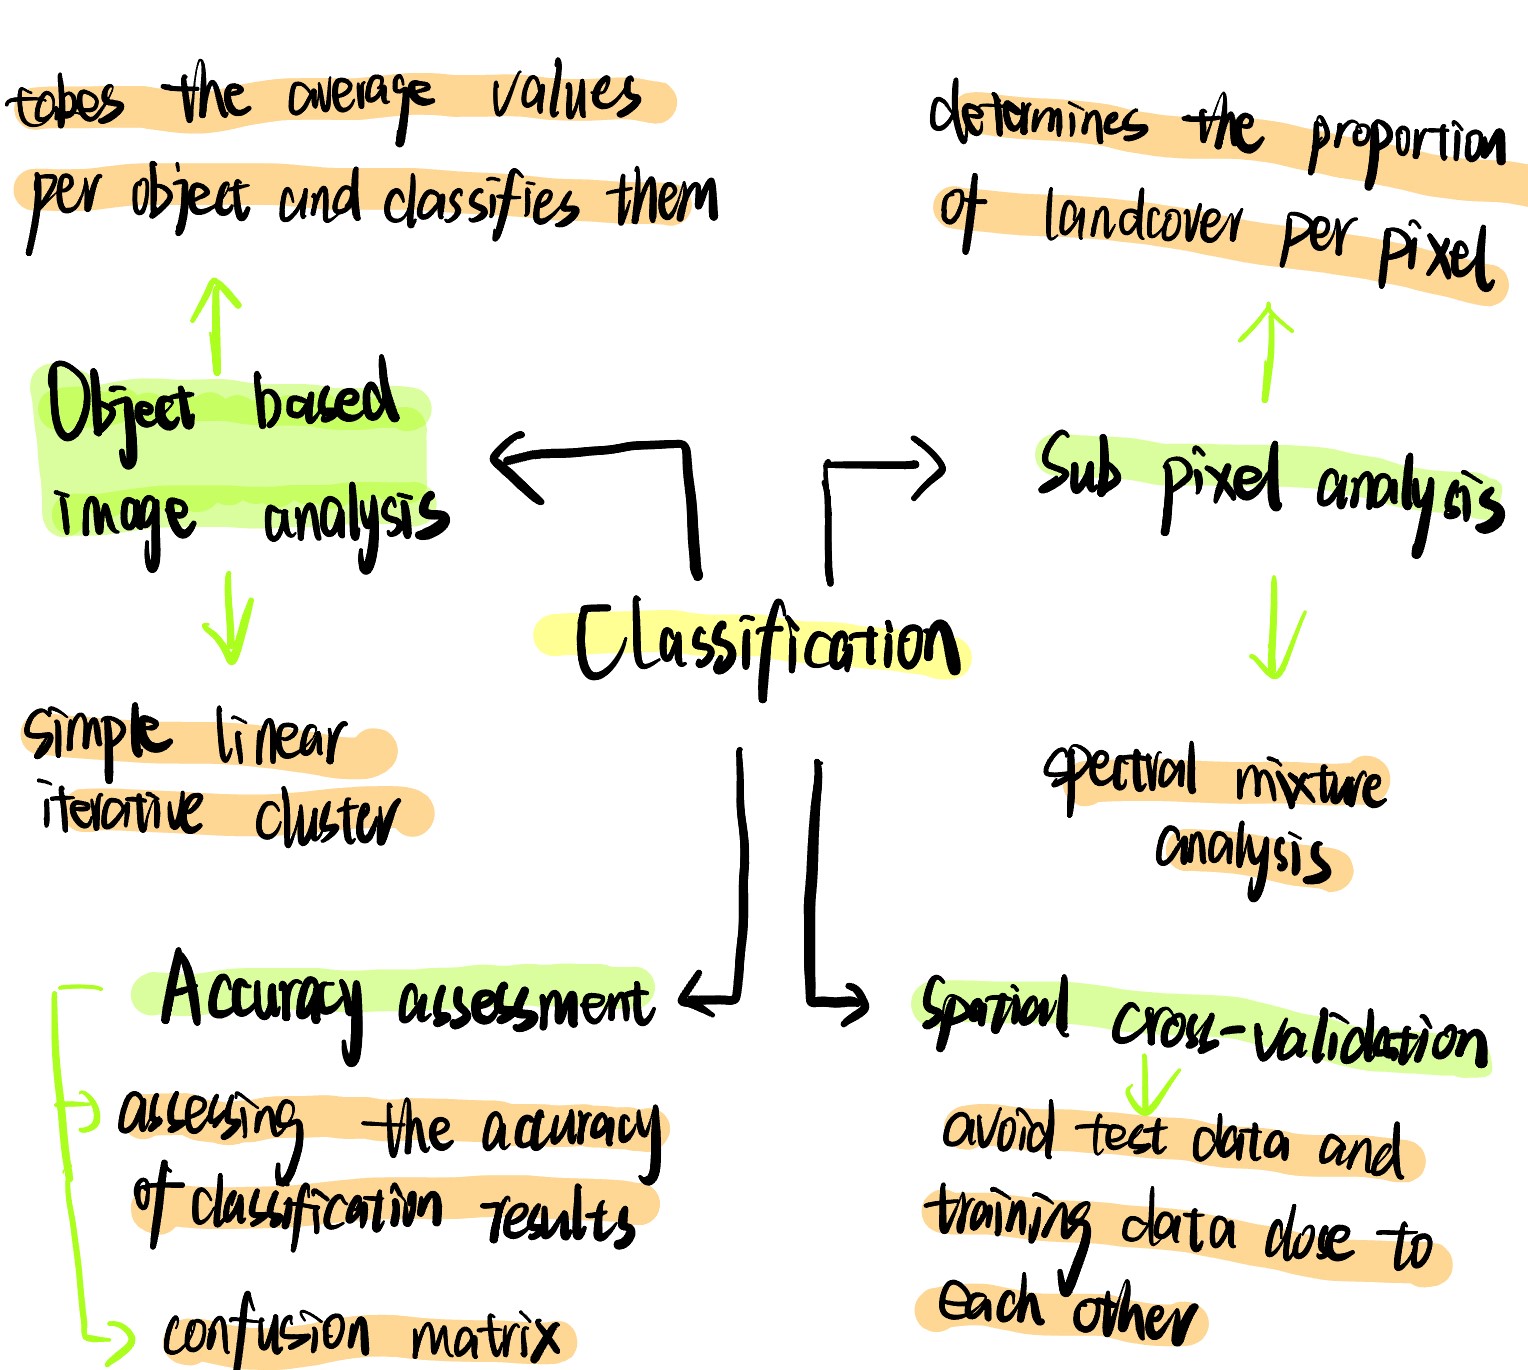 takes the average values
per object and classifies them
determines the proportion
of landcover per pixel
Object based
image analysis
Sub pixel analysis
Classification
simple linear
iterative cluster
spectral mixture
analysis
Accuracy assessment
assessing the accuracy
of classification results
confusion matrix
Spatial cross-validation
avoid test data and
training data close to
each other